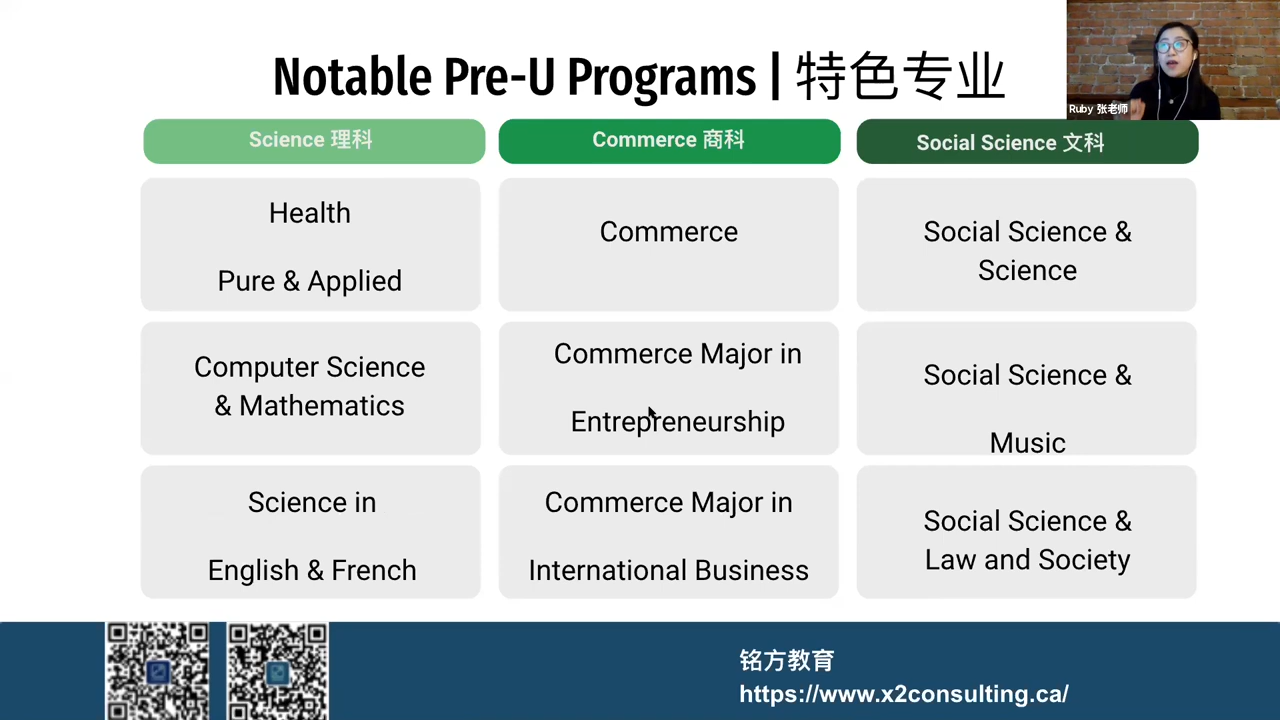 Notable Pre-U Programs | 特色专业
Ruby 张老师
Science 理科
Commerce 商科
Social Science 文科
Health
Pure & Applied
Commerce
Social Science &
Science
Computer Science
& Mathematics
Commerce Major in
Entrepreneurship
Social Science &
Music
Science in
English & French
Commerce Major in
International Business
Social Science &
Law and Society
铭方教育
https://www.x2consulting.ca/